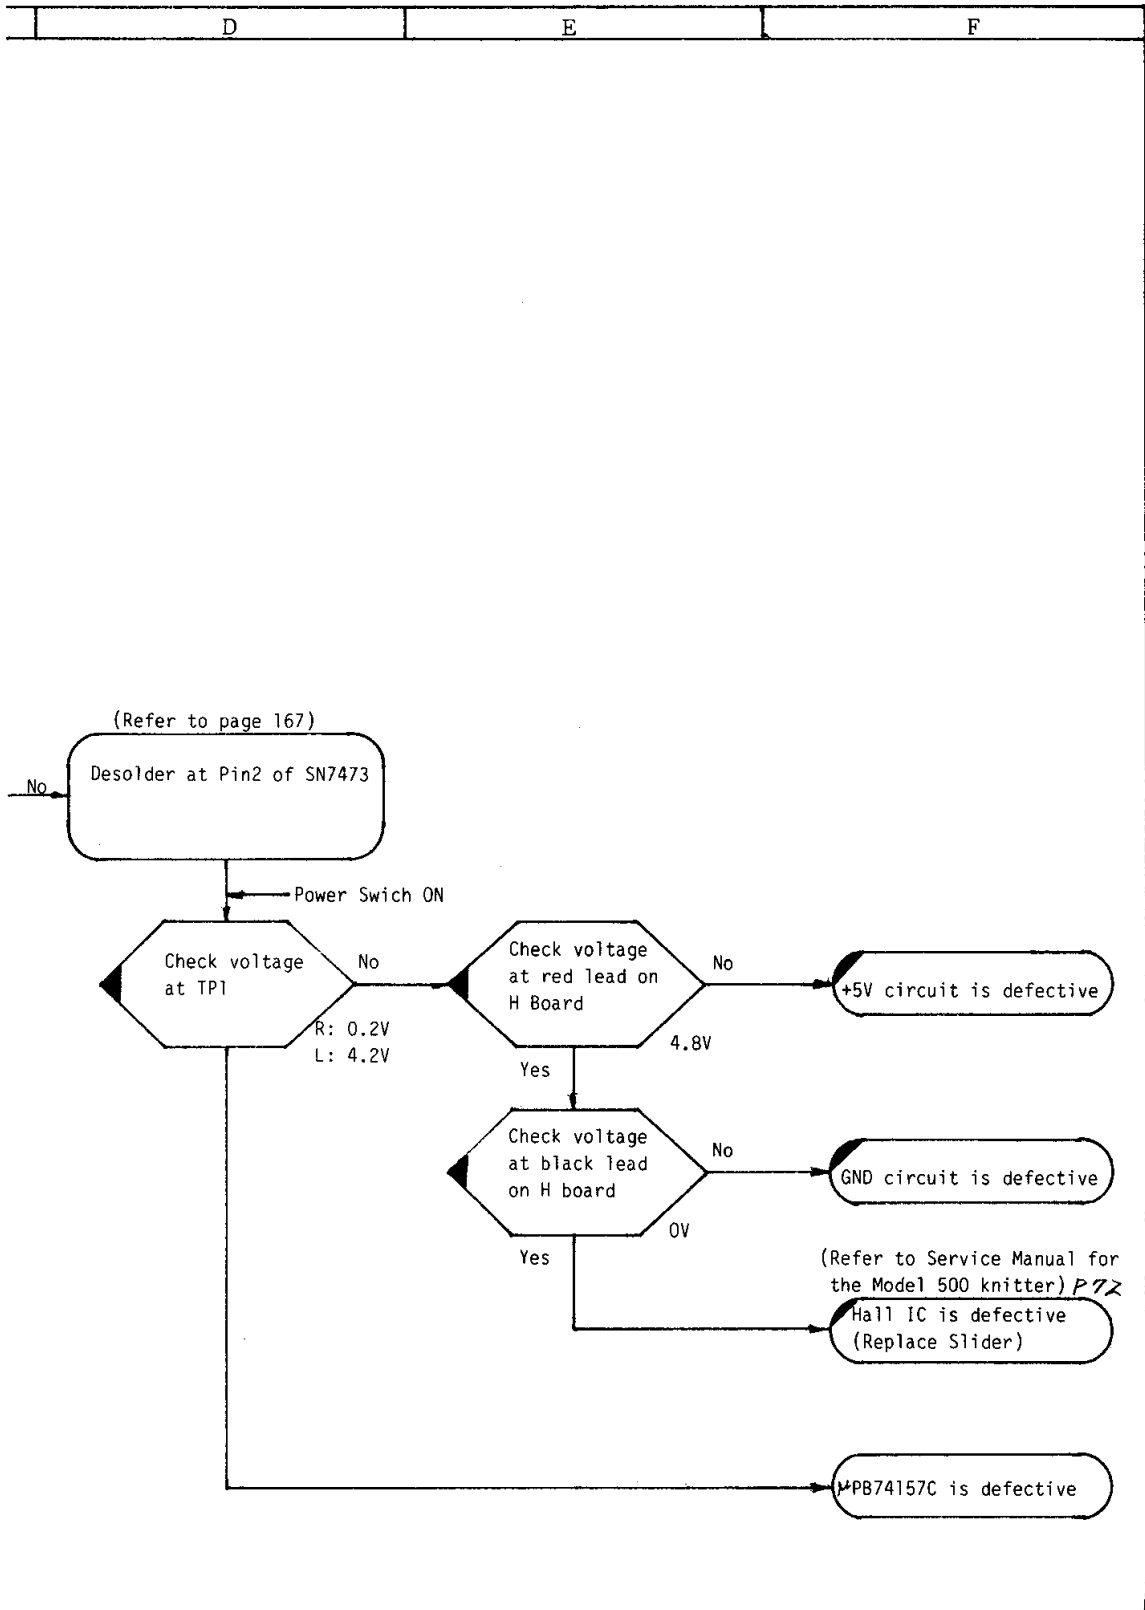 D
E
F
(Refer to page 167)
Desolder at Pin2 of SN7473
No
Power Swich ON
Check voltage
at TP1
No
R: 0.2V
L: 4.2V
Check voltage
at red lead on
H Board
No
4.8V
Yes
+5V circuit is defective
Check voltage
at black lead
on H board
No
0V
Yes
GND circuit is defective
(Refer to Service Manual for
the Model 500 knitter) P72
Hall IC is defective
(Replace Slider)
μPB74157C is defective